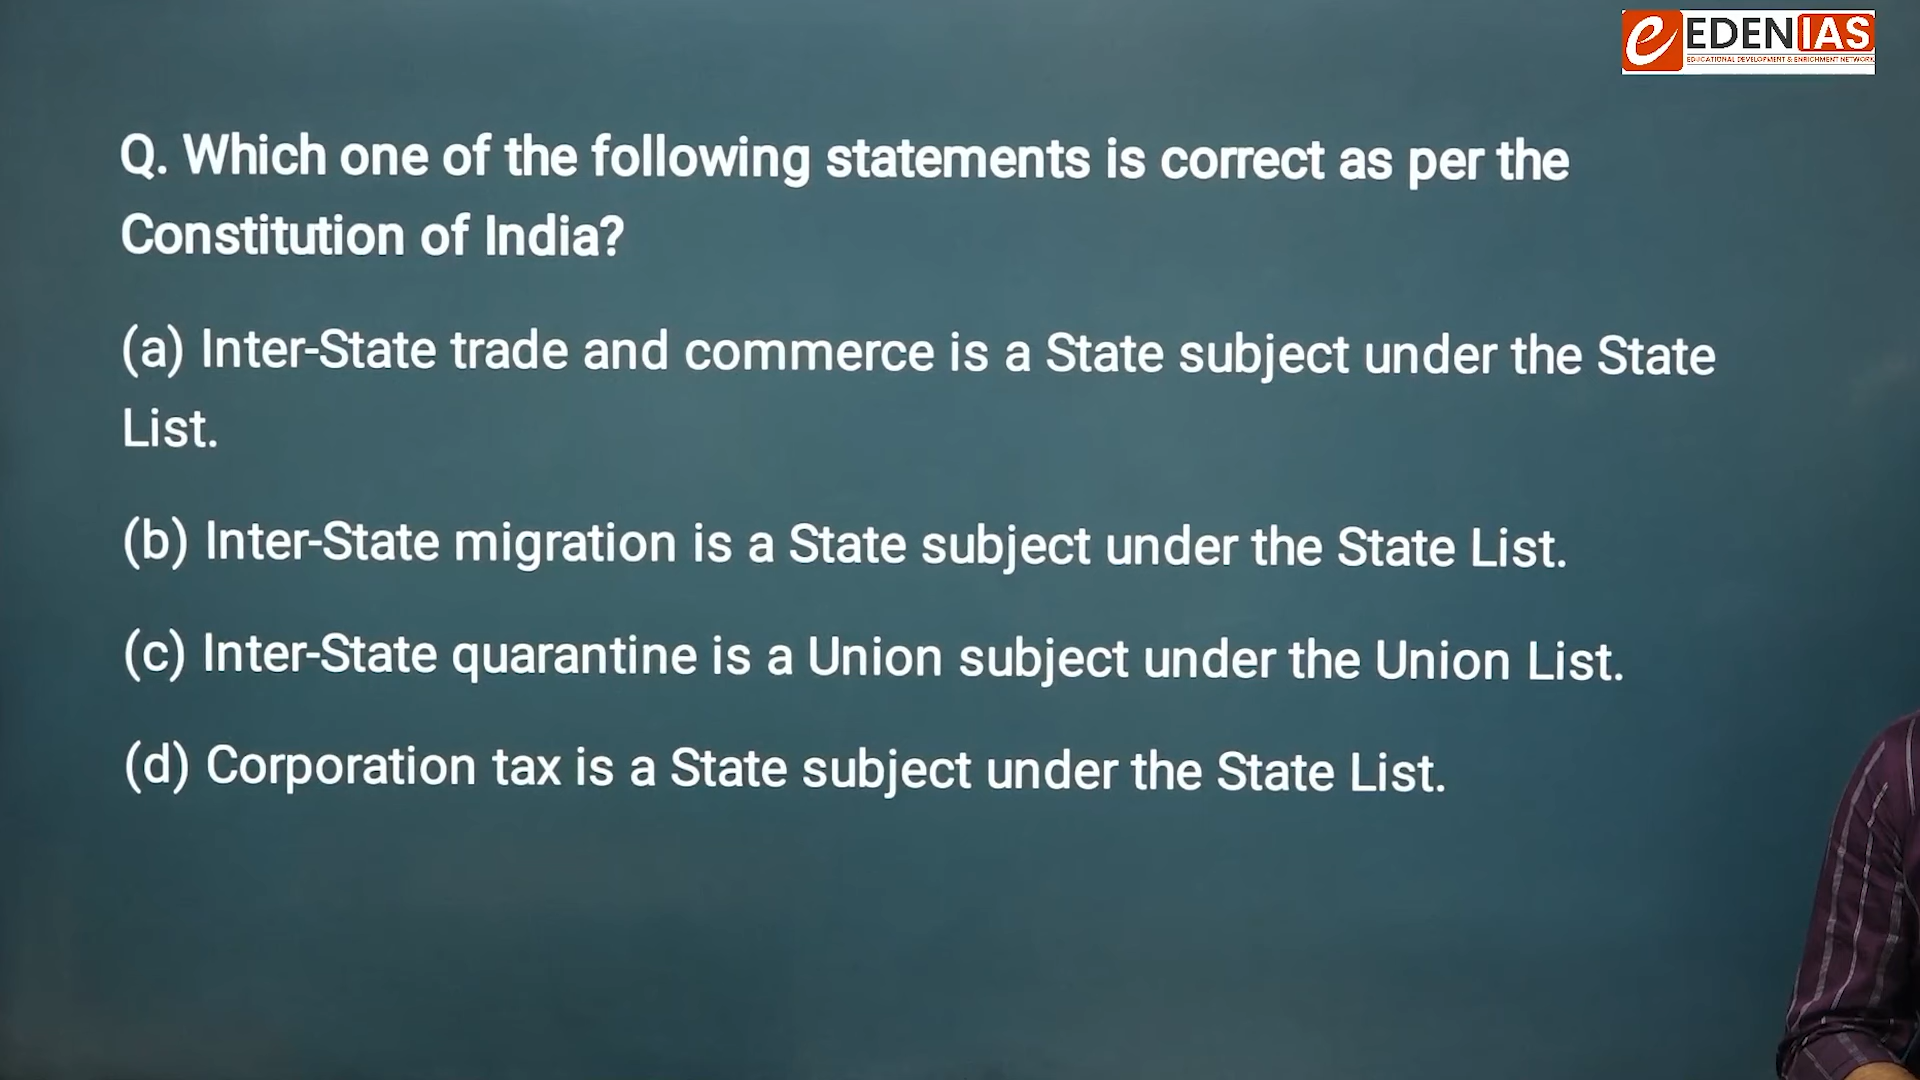 e EDEN IAS
EDUCATIONAL DEVELOPMENT & ENRICHMENT NETWORK
Q. Which one of the following statements is correct as per the
Constitution of India?
(a) Inter-State trade and commerce is a State subject under the State
List.
(b) Inter-State migration is a State subject under the State List.
(c) Inter-State quarantine is a Union subject under the Union List.
(d) Corporation tax is a State subject under the State List.